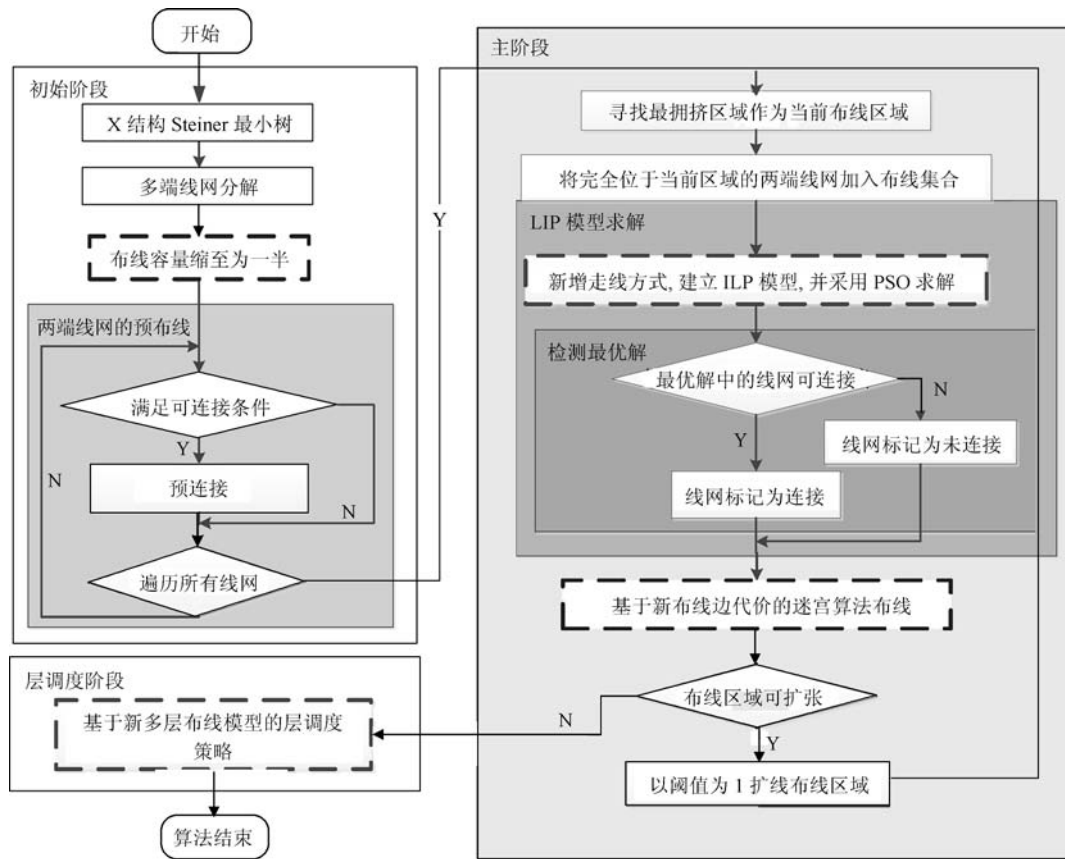 开始
初始阶段
X 结构 Steiner 最小树
多端线网分解
布线容量缩至为一半
两端线网的预布线
满足可连接条件
Y
N
预连接
N
遍历所有线网
Y
主阶段
寻找最拥挤区域作为当前布线区域
将完全位于当前区域的两端线网加入布线集合
LIP 模型求解
新增走线方式, 建立 ILP 模型, 并采用 PSO 求解
检测最优解
最优解中的线网可连接
N
Y
线网标记为未连接
线网标记为连接
基于新布线边代价的迷宫算法布线
布线区域可扩张
N
Y
以阈值为 1 扩线布线区域
层调度阶段
基于新多层布线模型的层调度
策略
算法结束